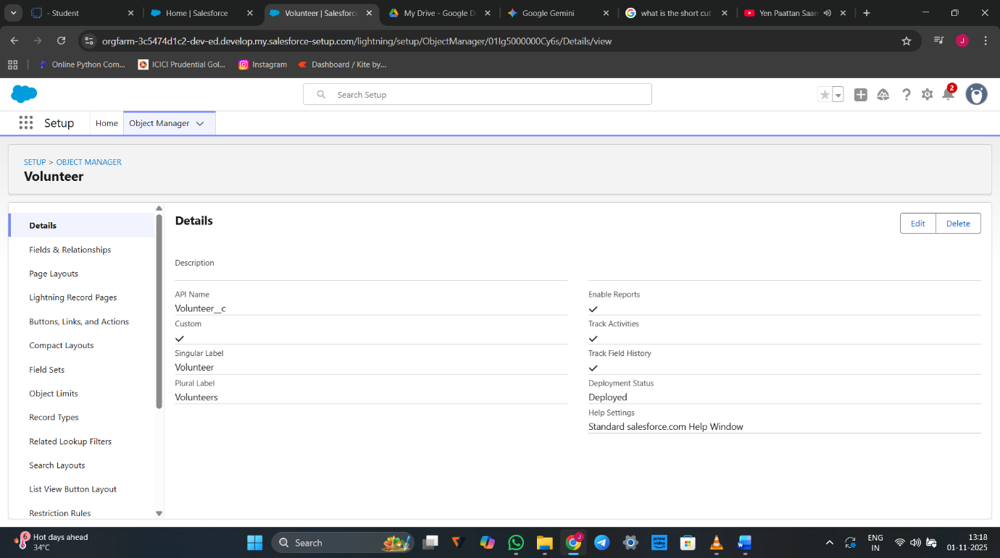 - Student
Home | Salesforce
Volunteer | Salesforc
My Drive - Google D
Google Gemini
what is the short cut
Yen Paattan Saam
orgfarm-3c5474d1c2-dev-ed.develop.my.salesforce-setup.com/lightning/setup/ObjectManager/01Ig5000000Cy6s/Details/view
J
Online Python Com...
ICICI Prudential Gol...
Instagram
Dashboard / Kite by...
Search Setup
2
Setup
Home
Object Manager
SETUP > OBJECT MANAGER
Volunteer
Details
Fields & Relationships
Page Layouts
Lightning Record Pages
Buttons, Links, and Actions
Compact Layouts
Field Sets
Object Limits
Record Types
Related Lookup Filters
Search Layouts
List View Button Layout
Restriction Rules
Details
Edit
Delete
Description
API Name
Volunteer__c
Custom
Singular Label
Volunteer
Plural Label
Volunteers
Enable Reports
Track Activities
Track Field History
Deployment Status
Deployed
Help Settings
Standard salesforce.com Help Window
6
Hot days ahead
34°C
Search
J
prime video
ENG
IN
13:18
01-11-2025